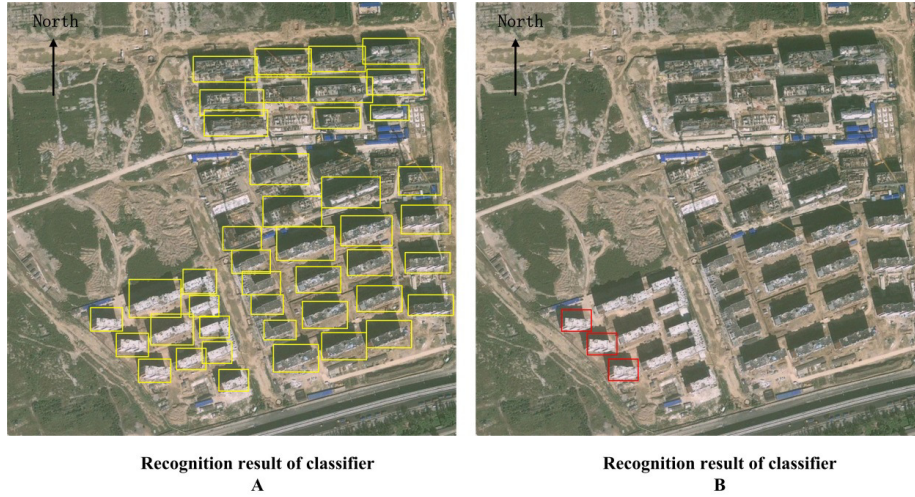 North
North
Recognition result of classifier
A
Recognition result of classifier
B